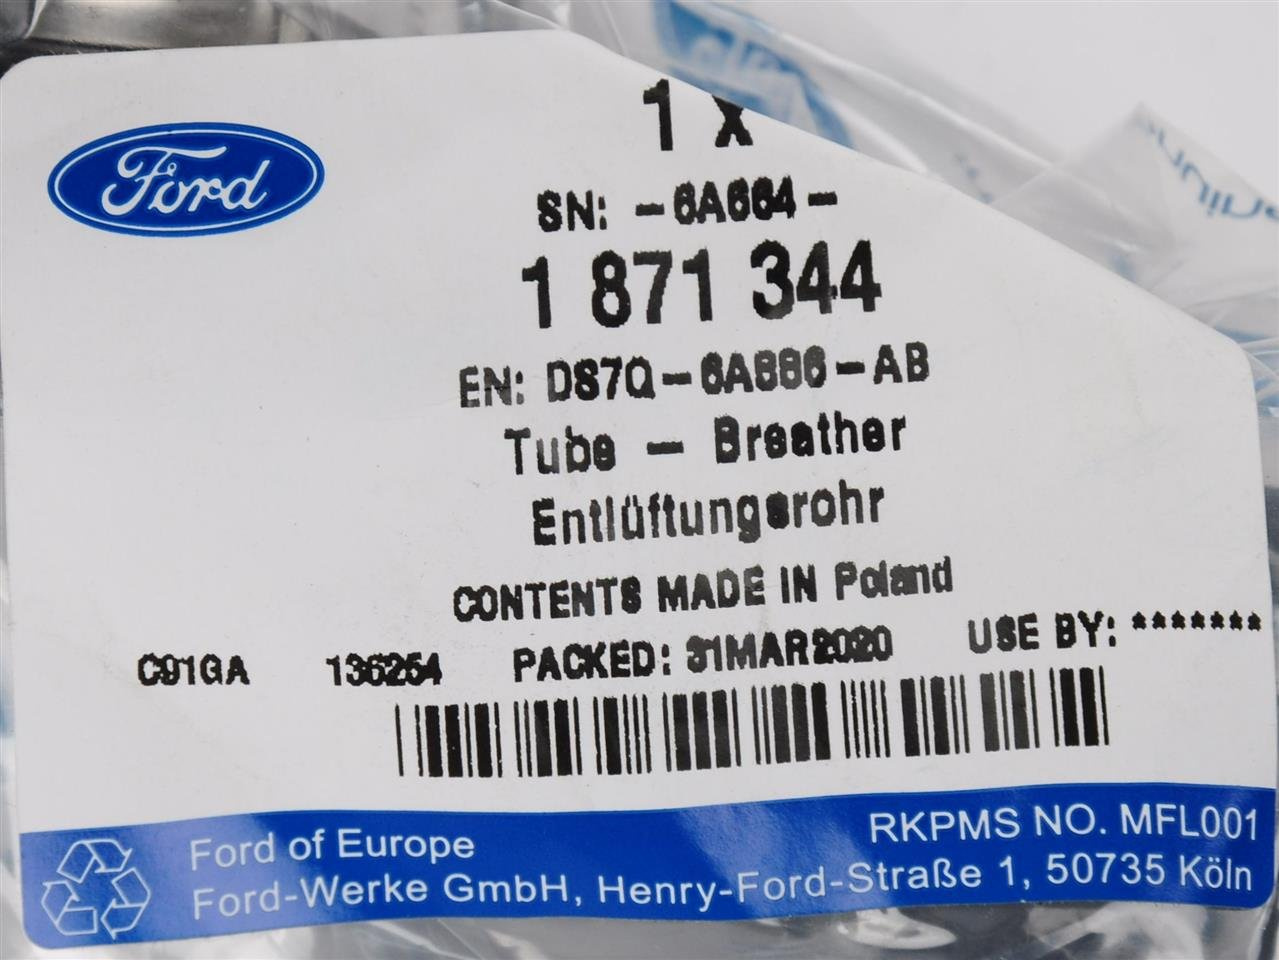 Ford
1 X
SN: -6A664-
1 871 344
EN: DS7Q-6A886-AB
Tube - Breather
Entlüftungsrohr
CONTENTS MADE IN Poland
C91GA 136254 PACKED: 31MAR2020 USE BY: *******
Ford of Europe RKPMS NO. MFL001
Ford-Werke GmbH, Henry-Ford-Straße 1, 50735 Köln